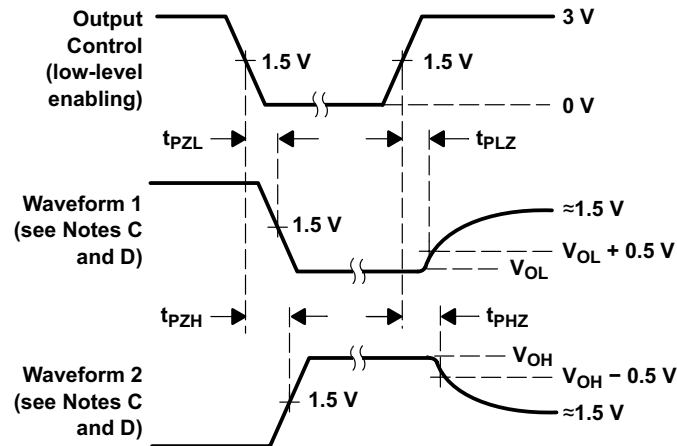 Output
Control
(low-level
enabling)
3 V
1.5 V
1.5 V
0 V
tPZL
tPLZ
Waveform 1
(see Notes C
and D)
1.5 V
≈1.5 V
VOL + 0.5 V
VOL
tPZH
tPHZ
Waveform 2
(see Notes C
and D)
1.5 V
VOH
VOH − 0.5 V
≈1.5 V